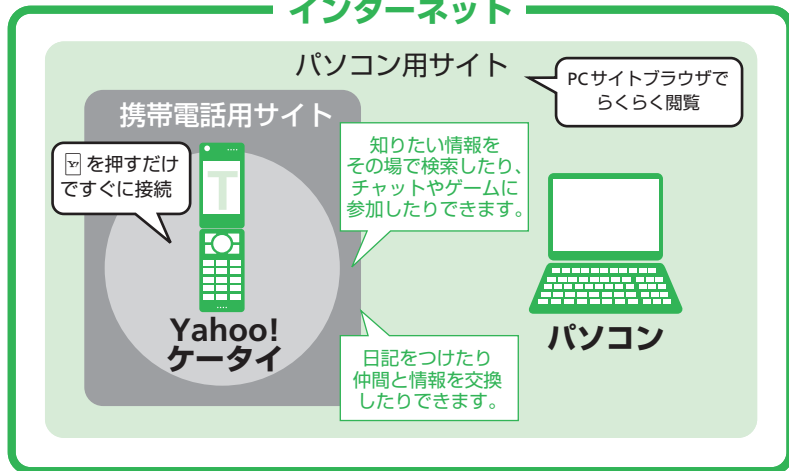 インターネット
パソコン用サイト
PCサイトブラウザで
らくらく閲覧
携帯電話用サイト
Y!を押すだけ
ですぐに接続
知りたい情報を
その場で検索したり、
チャットやゲームに
参加したりできます。
T
Yahoo!
ケータイ
パソコン
日記をつけたり
仲間と情報を交換
したりできます。